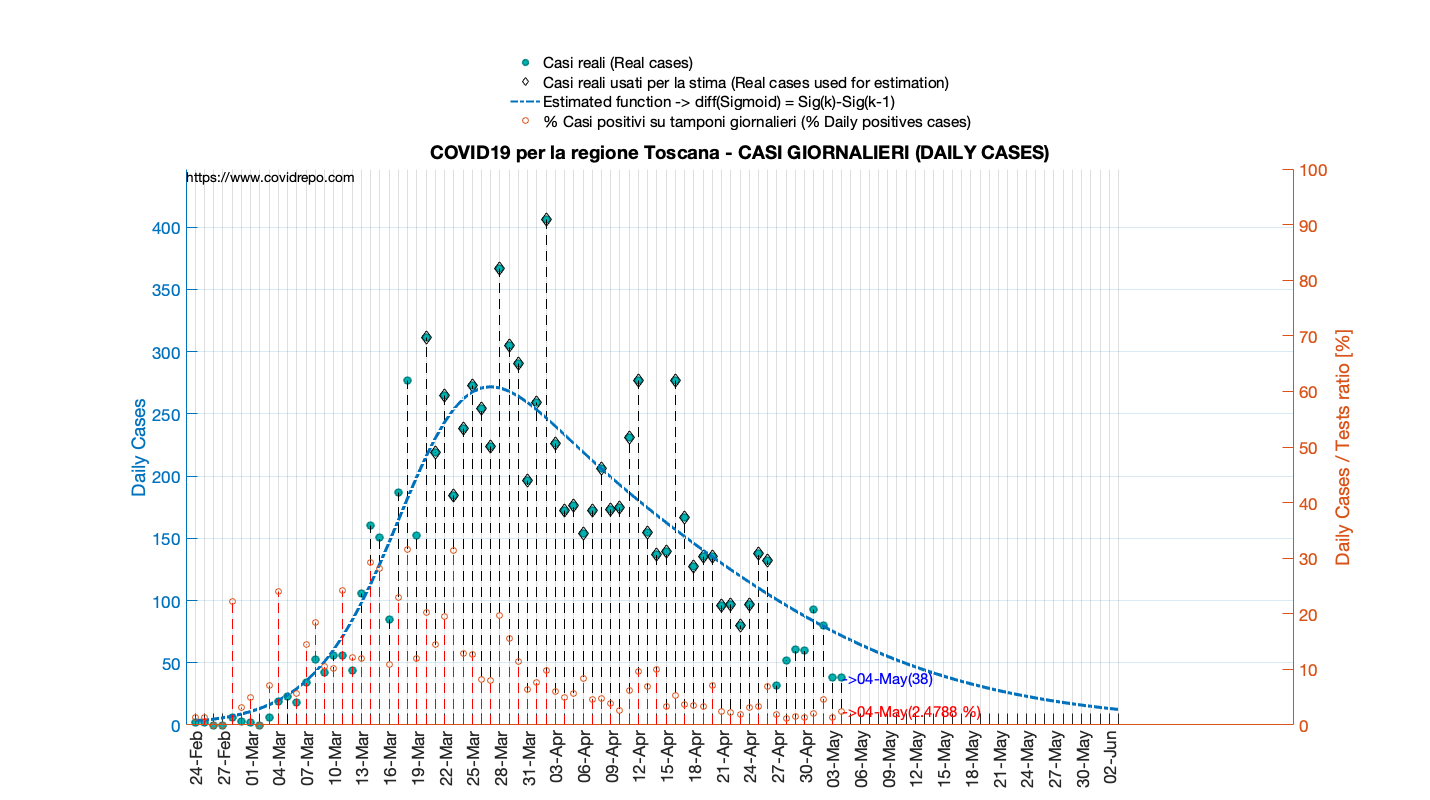 Casi reali (Real cases)
Casi reali usati per la stima (Real cases used for estimation)
Estimated function -> diff(Sigmoid) = Sig(k)-Sig(k-1)
% Casi positivi su tamponi giornalieri (% Daily positives cases)
COVID19 per la regione Toscana - CASI GIORNALIERI (DAILY CASES)
https://www.covidrepo.com
Daily Cases
400
350
300
250
200
150
100
50
0
100
90
80
70
60
50
40
30
20
10
0
Daily Cases / Tests ratio [%]
->04-May(38)
->04-May(2.4788 %)
24-Feb
27-Feb
01-Mar
04-Mar
07-Mar
10-Mar
13-Mar
16-Mar
19-Mar
22-Mar
25-Mar
28-Mar
31-Mar
03-Apr
06-Apr
09-Apr
12-Apr
15-Apr
18-Apr
21-Apr
24-Apr
27-Apr
30-Apr
03-May
06-May
09-May
12-May
15-May
18-May
21-May
24-May
27-May
30-May
02-Jun